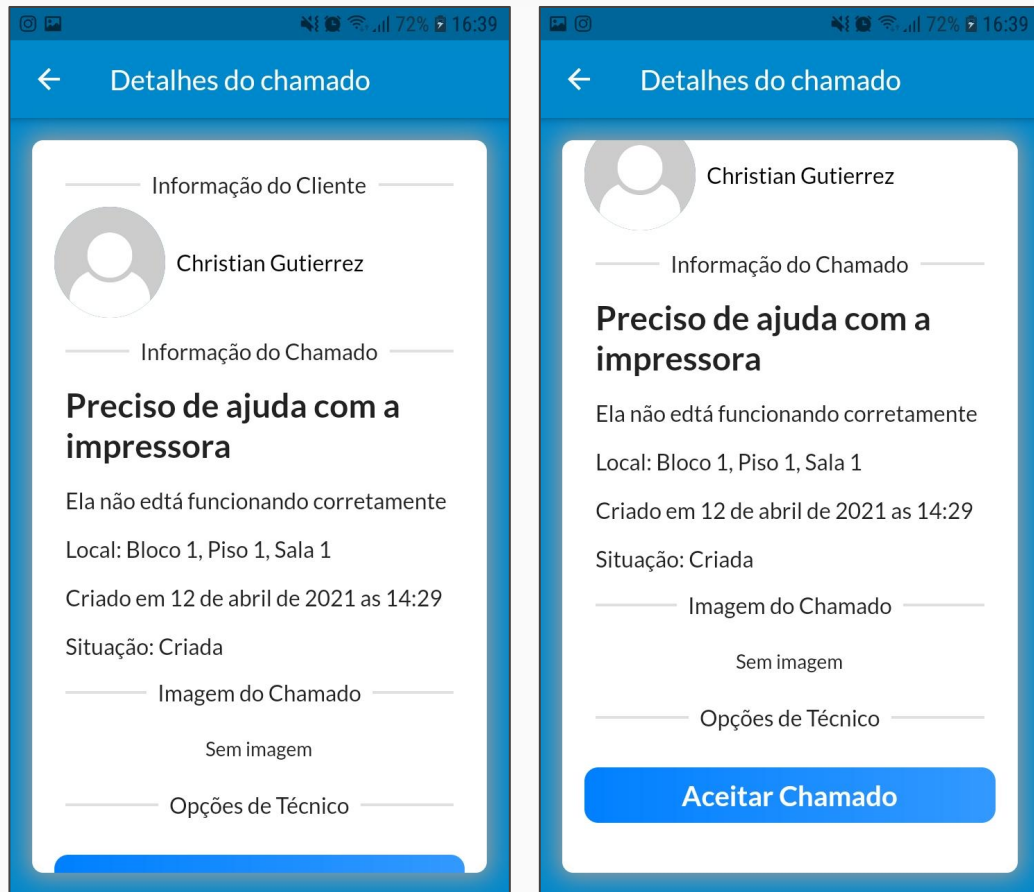 72% 16:39
Detalhes do chamado
Informação do Cliente
Christian Gutierrez
Informação do Chamado
Preciso de ajuda com a
impressora
Ela não edtá funcionando corretamente
Local: Bloco 1, Piso 1, Sala 1
Criado em 12 de abril de 2021 as 14:29
Situação: Criada
Imagem do Chamado
Sem imagem
Opções de Técnico
72% 16:39
Detalhes do chamado
Christian Gutierrez
Informação do Chamado
Preciso de ajuda com a
impressora
Ela não edtá funcionando corretamente
Local: Bloco 1, Piso 1, Sala 1
Criado em 12 de abril de 2021 as 14:29
Situação: Criada
Imagem do Chamado
Sem imagem
Opções de Técnico
Aceitar Chamado